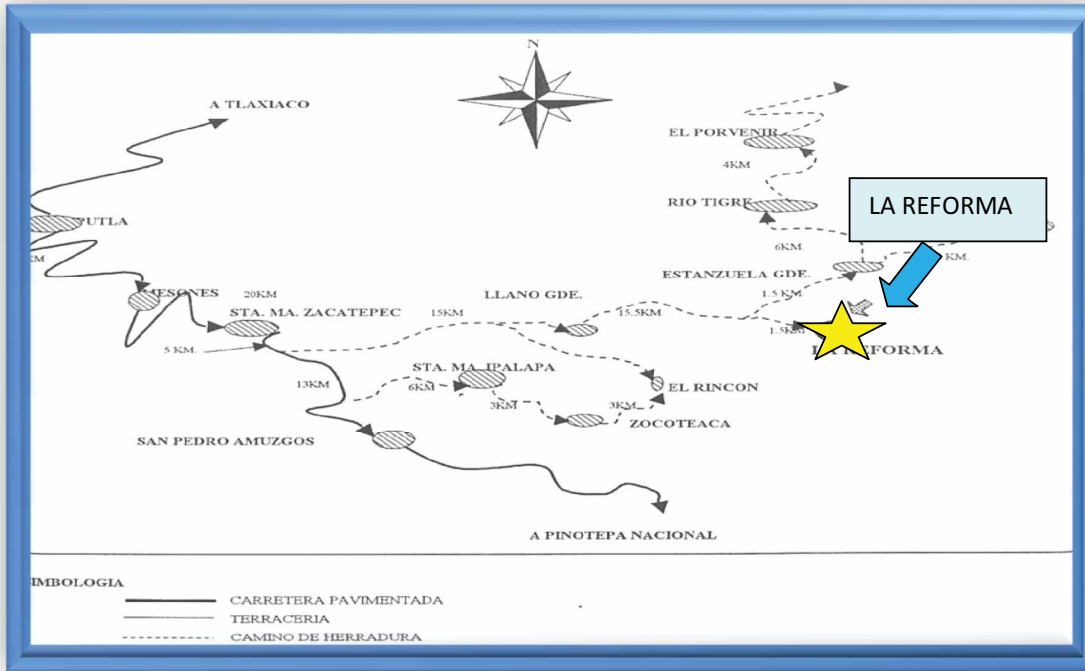 N
A TLAXIACO
EL PORVENIR
4KM
LA REFORMA
RIO TIGRE
PUTLA
6KM.
KM.
ESTANZUELA GDE.
MESONES
20KM
LLANO GDE.
1.5 KM.
STA. MA. ZACATEPEC
15KM
15.5KM
1.5KM
5 KM.
LA REFORMA
STA. MA. IPALAPA
13KM
6KM
EL RINCON
3KM
3KM.
ZOCOTEACA
SAN PEDRO AMUZGOS
A PINOTEPA NACIONAL
IMBOLOGIA
CARRETERA PAVIMENTADA
TERRACERIA
CAMINO DE HERRADURA